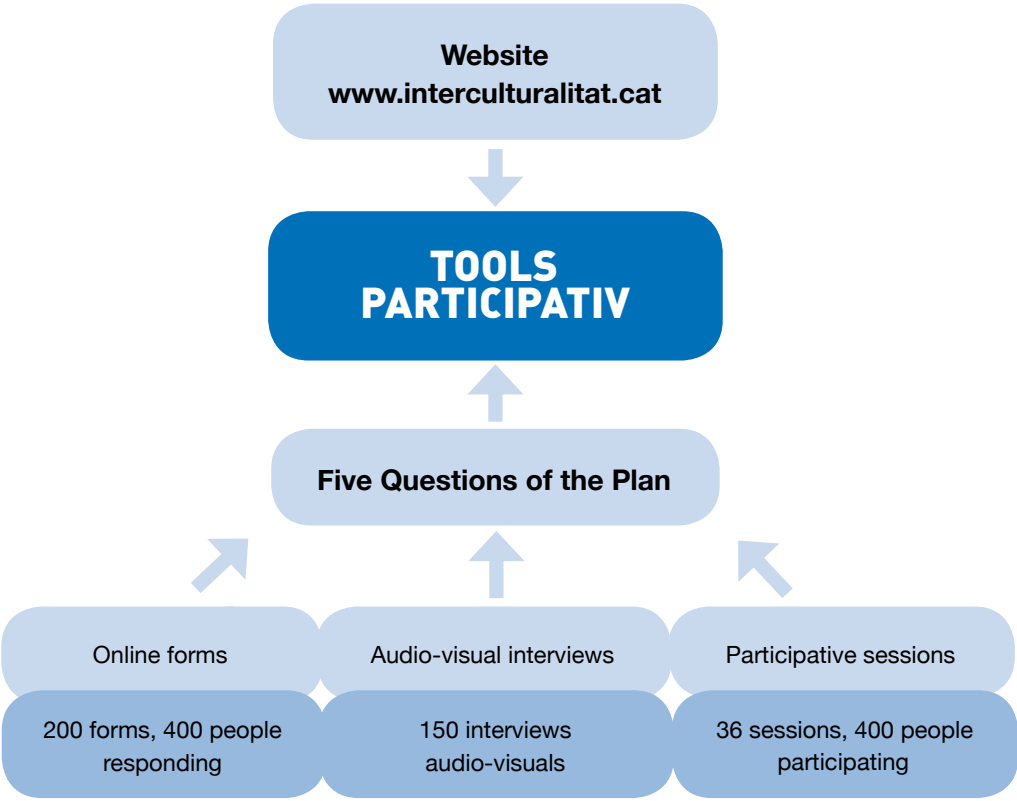 Website
www.interculturalitat.cat
TOOLS
PARTICIPATIV
Five Questions of the Plan
Online forms
Audio-visual interviews
Participative sessions
200 forms, 400 people
responding
150 interviews
audio-visuals
36 sessions, 400 people
participating